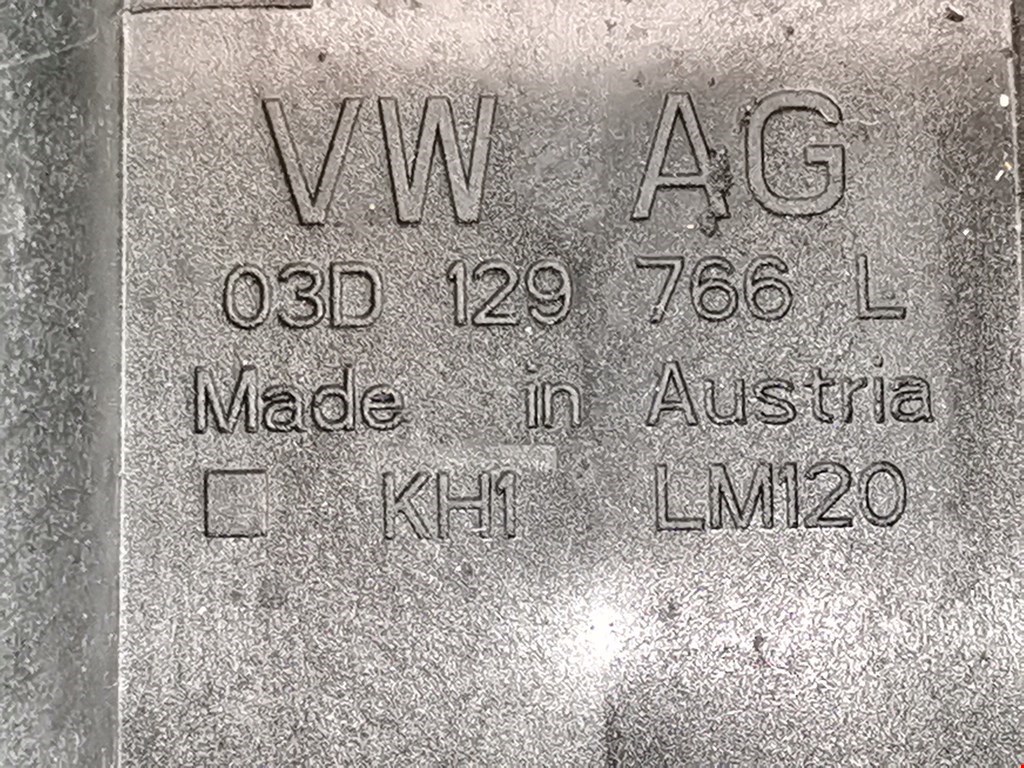 VW AG
03D 129 766 L
Made in Austria
KH1 LM120